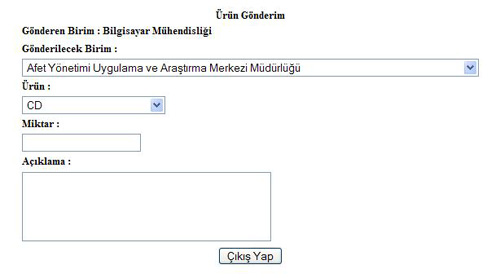 Ürün Gönderim
Gönderen Birim : Bilgisayar Mühendisliği
Gönderilecek Birim :
Afet Yönetimi Uygulama ve Araştırma Merkezi Müdürlüğü
Ürün :
CD
Miktar :
Açıklama :
Çıkış Yap